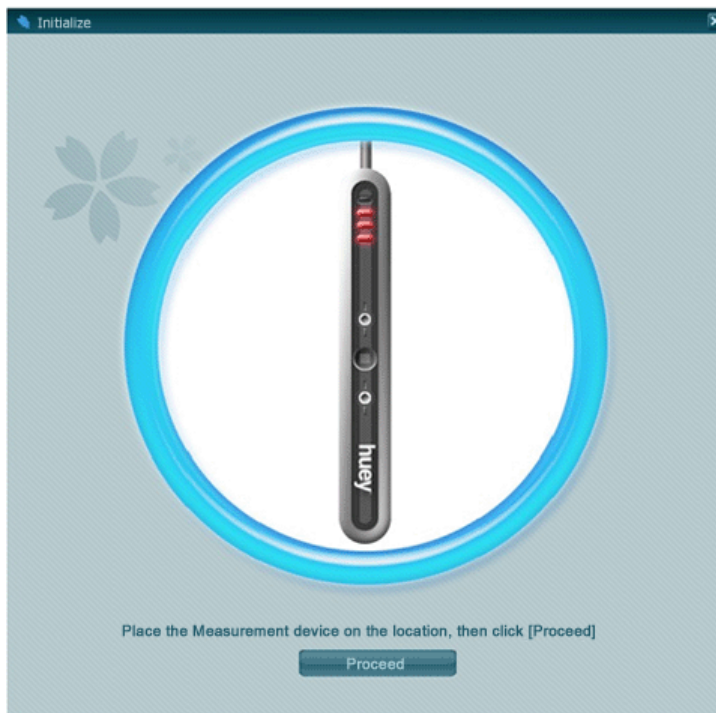 Initialize
huey
Place the Measurement device on the location, then click [Proceed]
Proceed